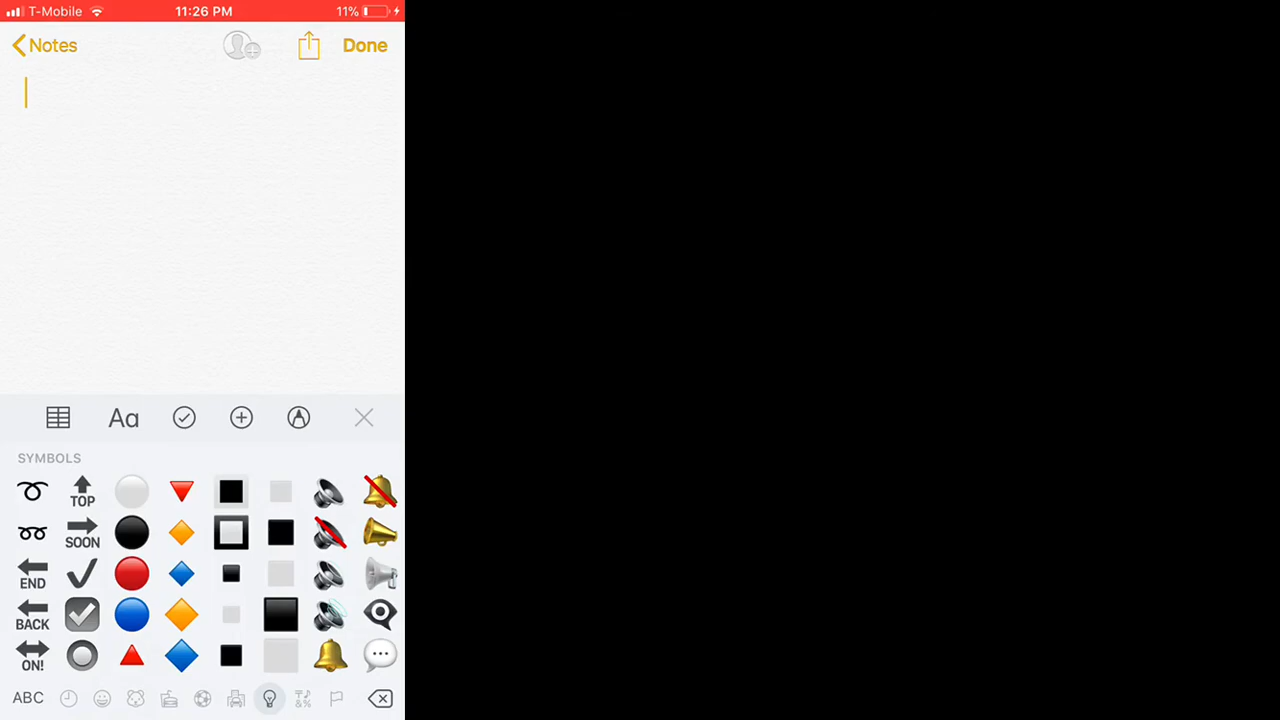 T-Mobile 11:26 PM 11%
Notes Done
Aa
SYMBOLS
TOP
SOON
END
BACK
ON!
ABC